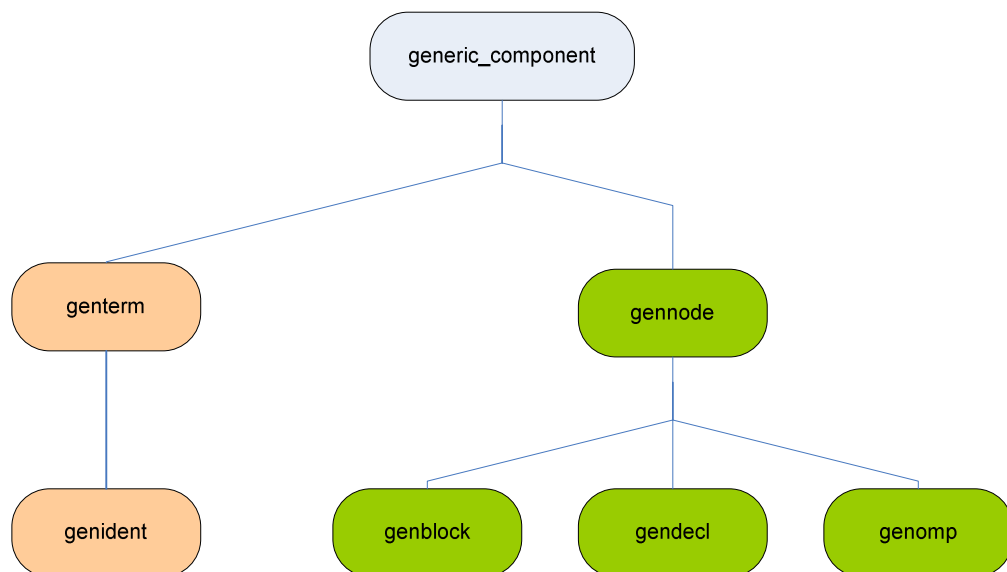 generic_component
genterm
gennode
genident
genblock
gendecl
genomp